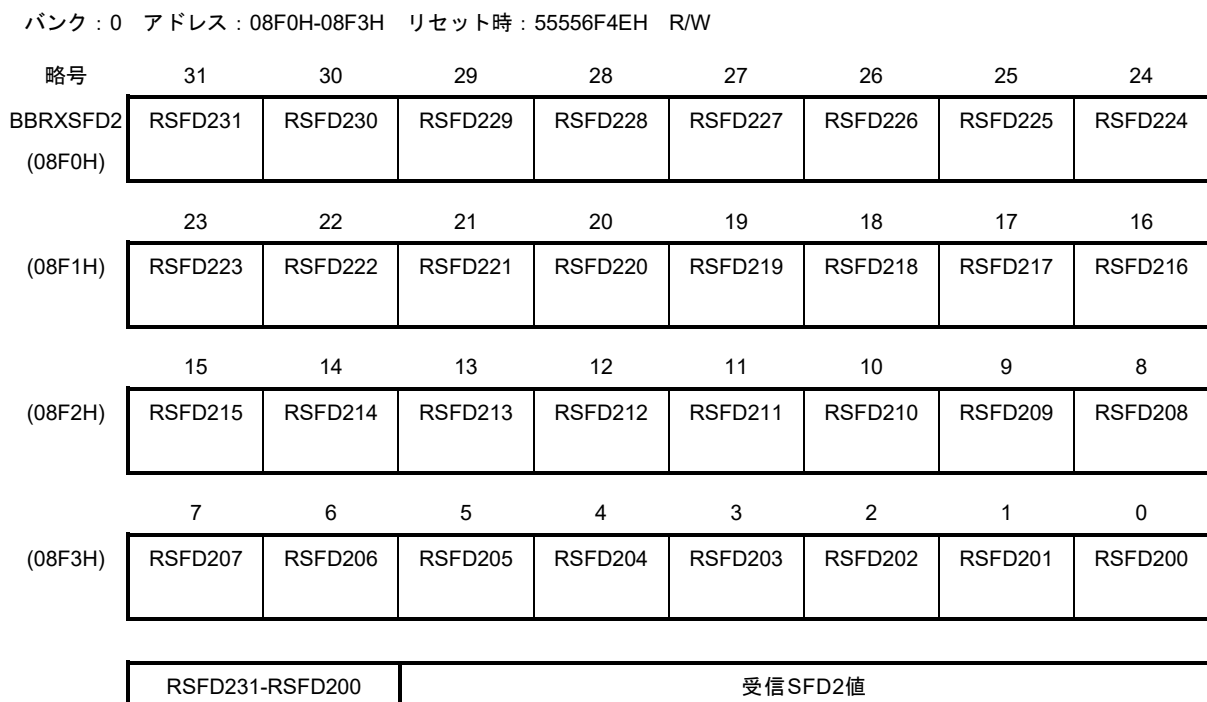 バンク：0　アドレス：08F0H-08F3H　リセット時：55556F4EH　R/W
略号 31 30 29 28 27 26 25 24
BBRXSFD2 RSFD231 RSFD230 RSFD229 RSFD228 RSFD227 RSFD226 RSFD225 RSFD224
(08F0H)
23 22 21 20 19 18 17 16
(08F1H) RSFD223 RSFD222 RSFD221 RSFD220 RSFD219 RSFD218 RSFD217 RSFD216
15 14 13 12 11 10 9 8
(08F2H) RSFD215 RSFD214 RSFD213 RSFD212 RSFD211 RSFD210 RSFD209 RSFD208
7 6 5 4 3 2 1 0
(08F3H) RSFD207 RSFD206 RSFD205 RSFD204 RSFD203 RSFD202 RSFD201 RSFD200
RSFD231-RSFD200 受信SFD2値